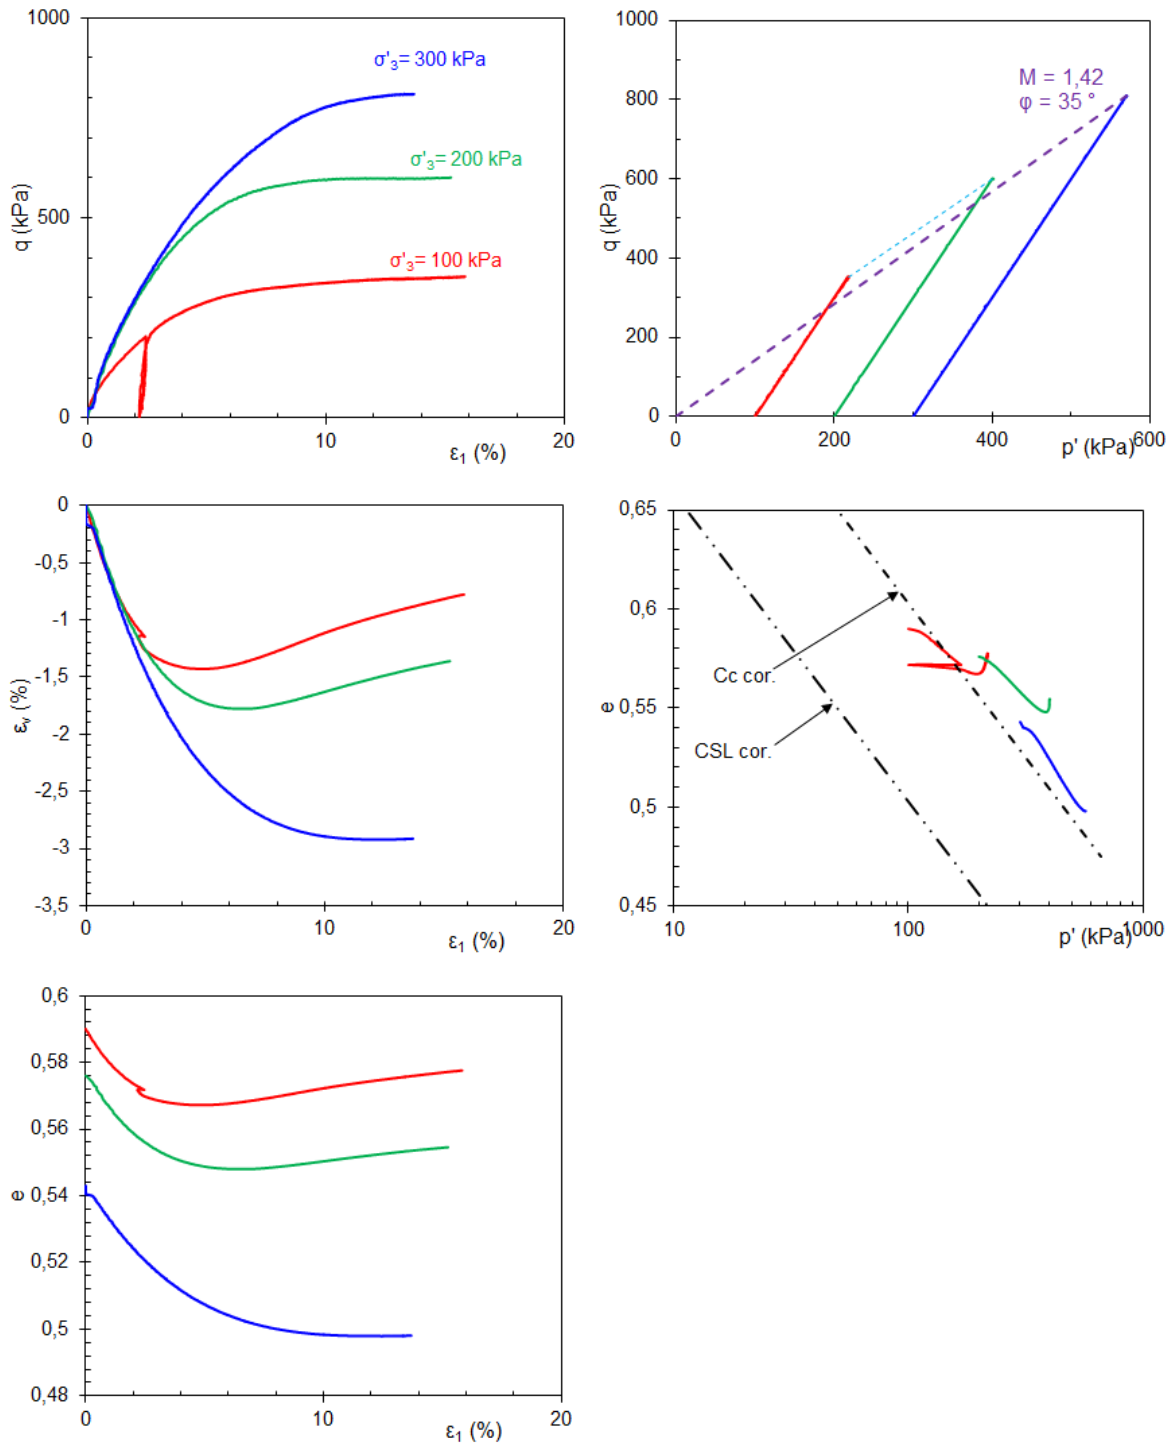 1000
500
0
q (kPa)
σ'3= 300 kPa
σ'3= 200 kPa
σ'3= 100 kPa
0
10
20
ε1 (%)
1000
800
600
400
200
0
q (kPa)
M = 1,42
φ = 35 °
0
200
400
600
p' (kPa)
0
-0,5
-1
-1,5
-2
-2,5
-3
-3,5
εv (%)
0
10
20
ε1 (%)
0,65
0,6
0,55
0,5
0,45
e
Cc cor.
CSL cor.
10
100
1000
p' (kPa)
0,6
0,58
0,56
0,54
0,52
0,5
0,48
e
0
10
20
ε1 (%)